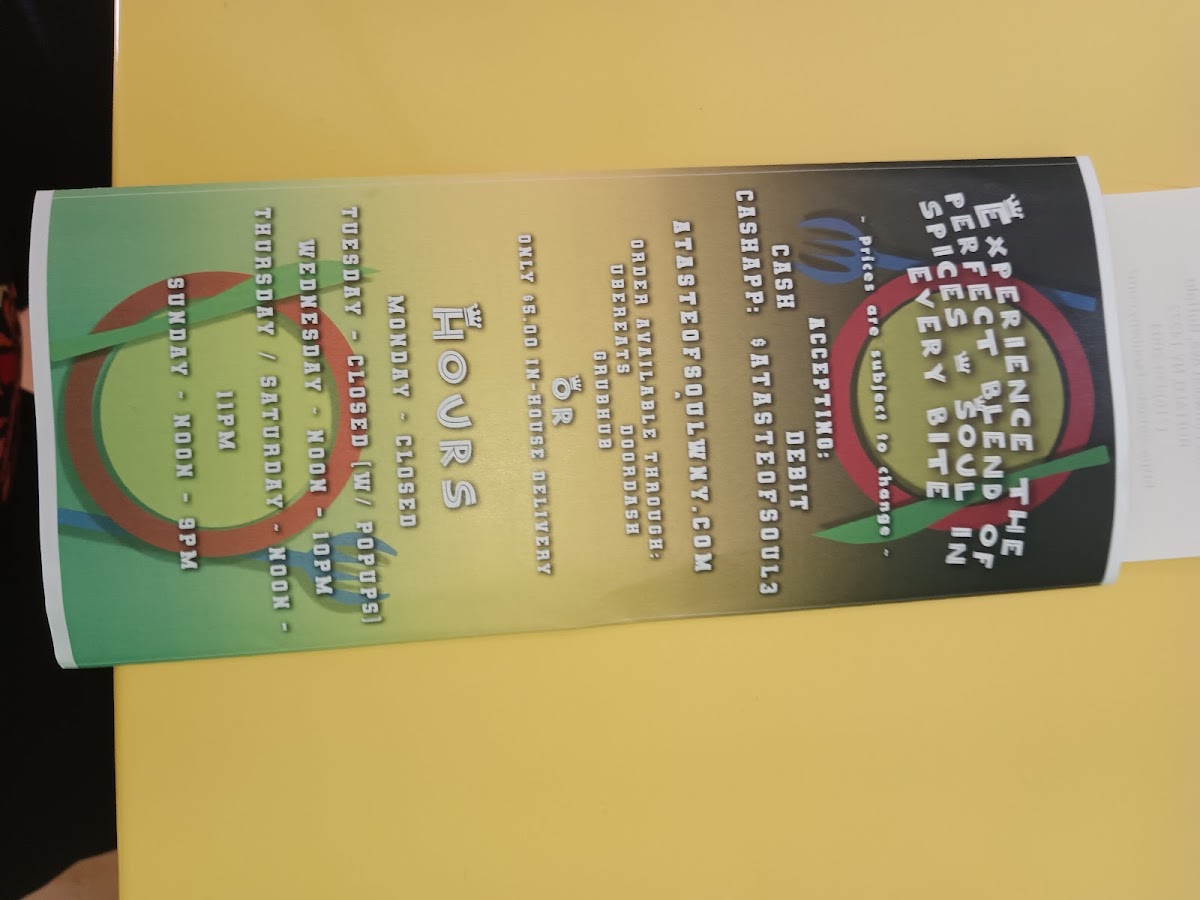 EXPERIENCE THE
PERFECT BLEND OF
SPICES & SOUL IN
EVERY BITE
~ Prices are subject to change ~
ACCEPTING:
CASH DEBIT
CASHAPP: $ATASTEOFSOUL3
ATASTEOFSOULWNY.COM
ORDER AVAILABLE THROUGH:
UBEREATS DOORDASH
GRUBHUB
OR
ONLY $5.00 IN-HOUSE DELIVERY
HOURS
MONDAY - CLOSED
TUESDAY - CLOSED [W/ POPUPS]
WEDNESDAY - NOON - 10PM
THURSDAY / SATURDAY - NOON -
11PM
SUNDAY - NOON - 9PM